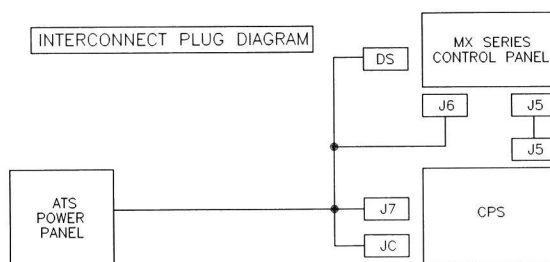 INTERCONNECT PLUG DIAGRAM
DS
MX SERIES
CONTROL PANEL
J6
J5
J5
ATS
POWER
PANEL
J7
CPS
JC